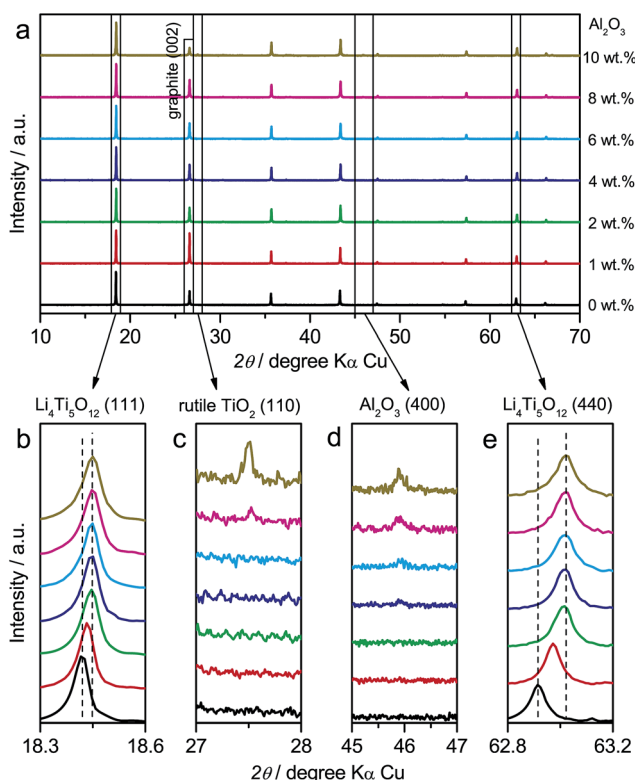 a
Al2O3
10 wt.%
graphite (002)
8 wt.%
6 wt.%
4 wt.%
2 wt.%
1 wt.%
0 wt.%
Intensity / a.u.
10 20 30 40 50 60 70
2θ / degree Kα Cu
Li4Ti5O12 (111) rutile TiO2 (110) Al2O3 (400) Li4Ti5O12 (440)
b c d e
Intensity / a.u.
18.3 18.6 27 28 45 46 47 62.8 63.2
2θ / degree Kα Cu